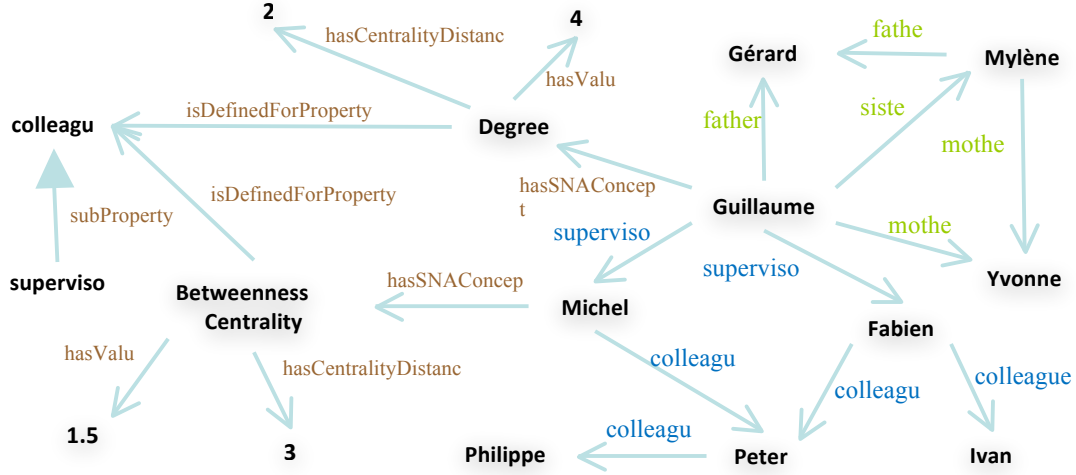 2
4
hasCentralityDistanc
fathe
Gérard
Mylène
hasValu
isDefinedForProperty
colleagu
Degree
father
siste
mothe
isDefinedForProperty
hasSNAConcep
t
Guillaume
subProperty
superviso
mothe
superviso
superviso
Betweenness
Centrality
hasSNAConcep
Michel
Yvonne
Fabien
hasValu
hasCentralityDistanc
colleagu
colleagu
colleague
1.5
3
colleagu
Philippe
Peter
Ivan